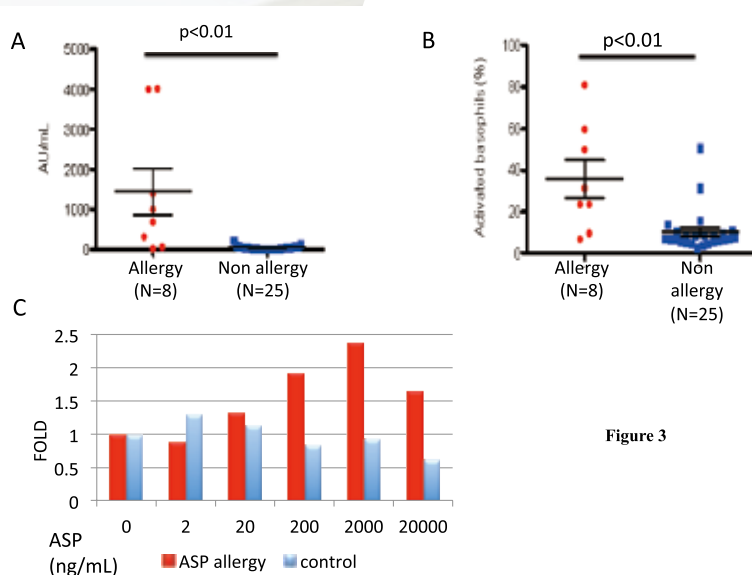 A
p<0.01
5000
4000
3000
2000
1000
0
AU/mL
Allergy
(N=8)
Non allergy
(N=25)
B
p<0.01
100
80
60
40
20
0
Activated basophils (%)
Allergy
(N=8)
Non
allergy
(N=25)
C
2.5
2
1.5
1
0.5
0
FOLD
0 2 20 200 2000 20000
ASP
(ng/mL)
ASP allergy control
Figure 3